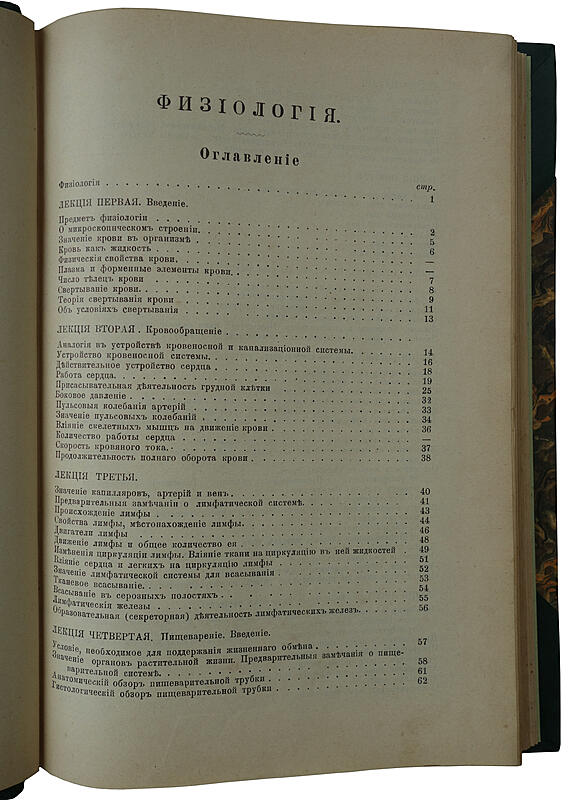 ФИЗІОЛОГІЯ.
Оглавленіе
стр.
Физіологія . . . 1
ЛЕКЦІЯ ПЕРВАЯ. Введеніе.
Предметъ физіологіи . . . 2
О микроскопическомъ строеніи. . . . 5
Значеніе крови въ организмѣ . . . 6
Кровь какъ жидкость . . . —
Физическія свойства крови. . . . —
Плазма и форменные элементы крови. . . . 7
Число тѣлецъ крови . . . 8
Свертываніе крови. . . . 9
Теорія свертыванія крови . . . 11
Объ условіяхъ свертыванія . . . 13
ЛЕКЦІЯ ВТОРАЯ. Кровообращеніе . . . 14
Аналогія въ устройствѣ кровеносной и канализаціонной системы. . . . 16
Устройство кровеносной системы. . . . 18
Дѣйствительное устройство сердца . . . 19
Работа сердца. . . . 25
Присасывательная дѣятельность грудной клѣтки . . . 32
Боковое давленіе . . . 33
Пульсовыя колебанія артерій . . . 34
Значеніе пульсовыхъ колебаній . . . 36
Вліяніе скелетныхъ мышцъ на движеніе крови . . . —
Количество работы сердца . . . 37
Скорость кровяного тока. . . . 38
Продолжительность полнаго оборота крови . . .
ЛЕКЦІЯ ТРЕТЬЯ.
Значеніе капилляровъ, артерій и венъ . . . 40
Предварительныя замѣчанія о лимфатической системѣ. . . . 41
Происхожденіе лимфы . . . 43
Свойства лимфы, мѣстонахожденіе лимфы. . . . 44
Двигатели лимфы . . . 46
Движеніе лимфы и общее количество ея . . . 48
Измѣненія циркуляціи лимфы. Вліяніе ткани на циркуляцію въ ней жидкостей 49
Вліяніе сердца и легкихъ на циркуляцію лимфы . . . 51
Значеніе лимфатической системы для всасыванія . . . 52
Тканевое всасываніе. . . . 53
Всасываніе въ серозныхъ полостяхъ . . . 54
Лимфатическія железы . . . 55
Образовательная (секреторная) дѣятельность лимфатическихъ железъ. . . . 56
ЛЕКЦІЯ ЧЕТВЕРТАЯ. Пищевареніе. Введеніе.
Условіе, необходимое для поддержанія жизненнаго обмѣна . . . 57
Значеніе органовъ растительной жизни. Предварительныя замѣчанія о пище-
варительной системѣ. . . . 58
Анатомическій обзоръ пищеварительной трубки . . . 61
Гистологическій обзоръ пищеварительной трубки . . . 62